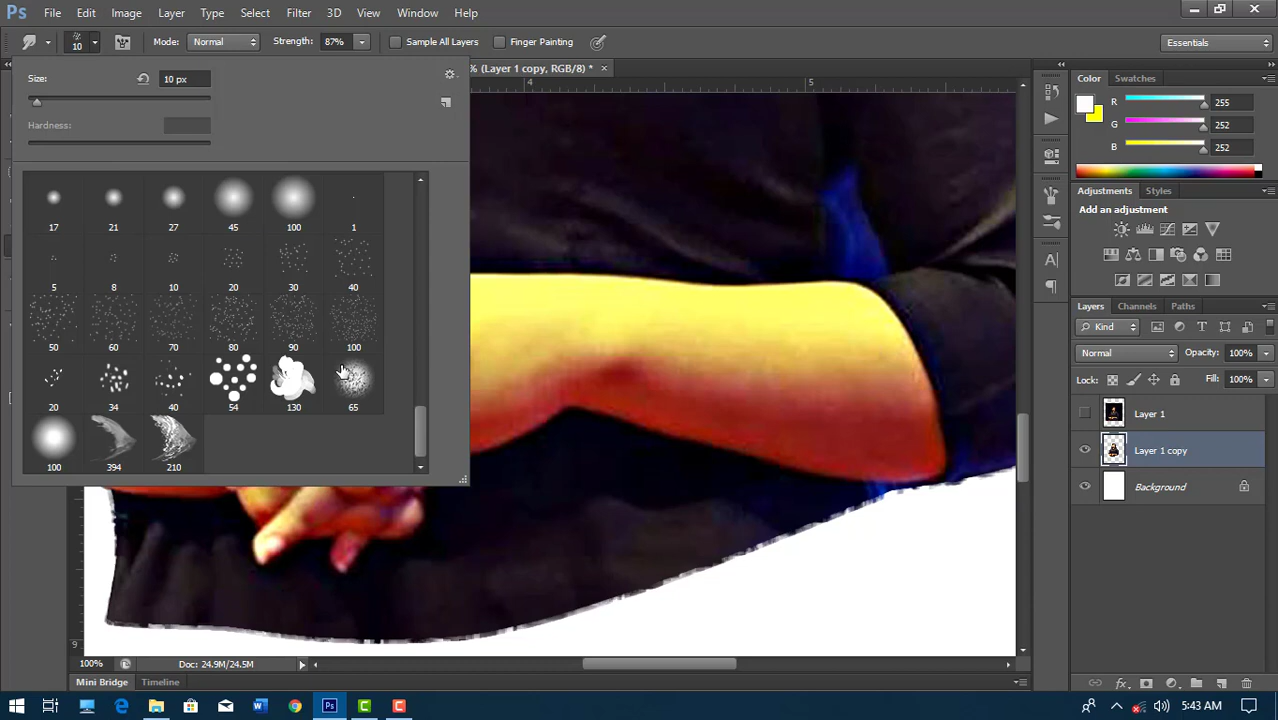 Ps File Edit Image Layer Type Select Filter 3D View Window Help
10 Mode: Normal Strength: 87% Sample All Layers Finger Painting Essentials
% (Layer 1 copy, RGB/8) * ×
Size: 10 px
Hardness:
17 21 27 45 100 1
5 8 10 20 30 40
50 60 70 80 90 100
20 34 40 54 130 65
100 394 210
4 5
9
Color Swatches
R 255
G 252
B 252
Adjustments Styles
Add an adjustment
Layers Channels Paths
Kind
Normal Opacity: 100%
Lock: Fill: 100%
Layer 1
Layer 1 copy
Background
100% Doc: 24.9M/24.5M
Mini Bridge Timeline
5:43 AM